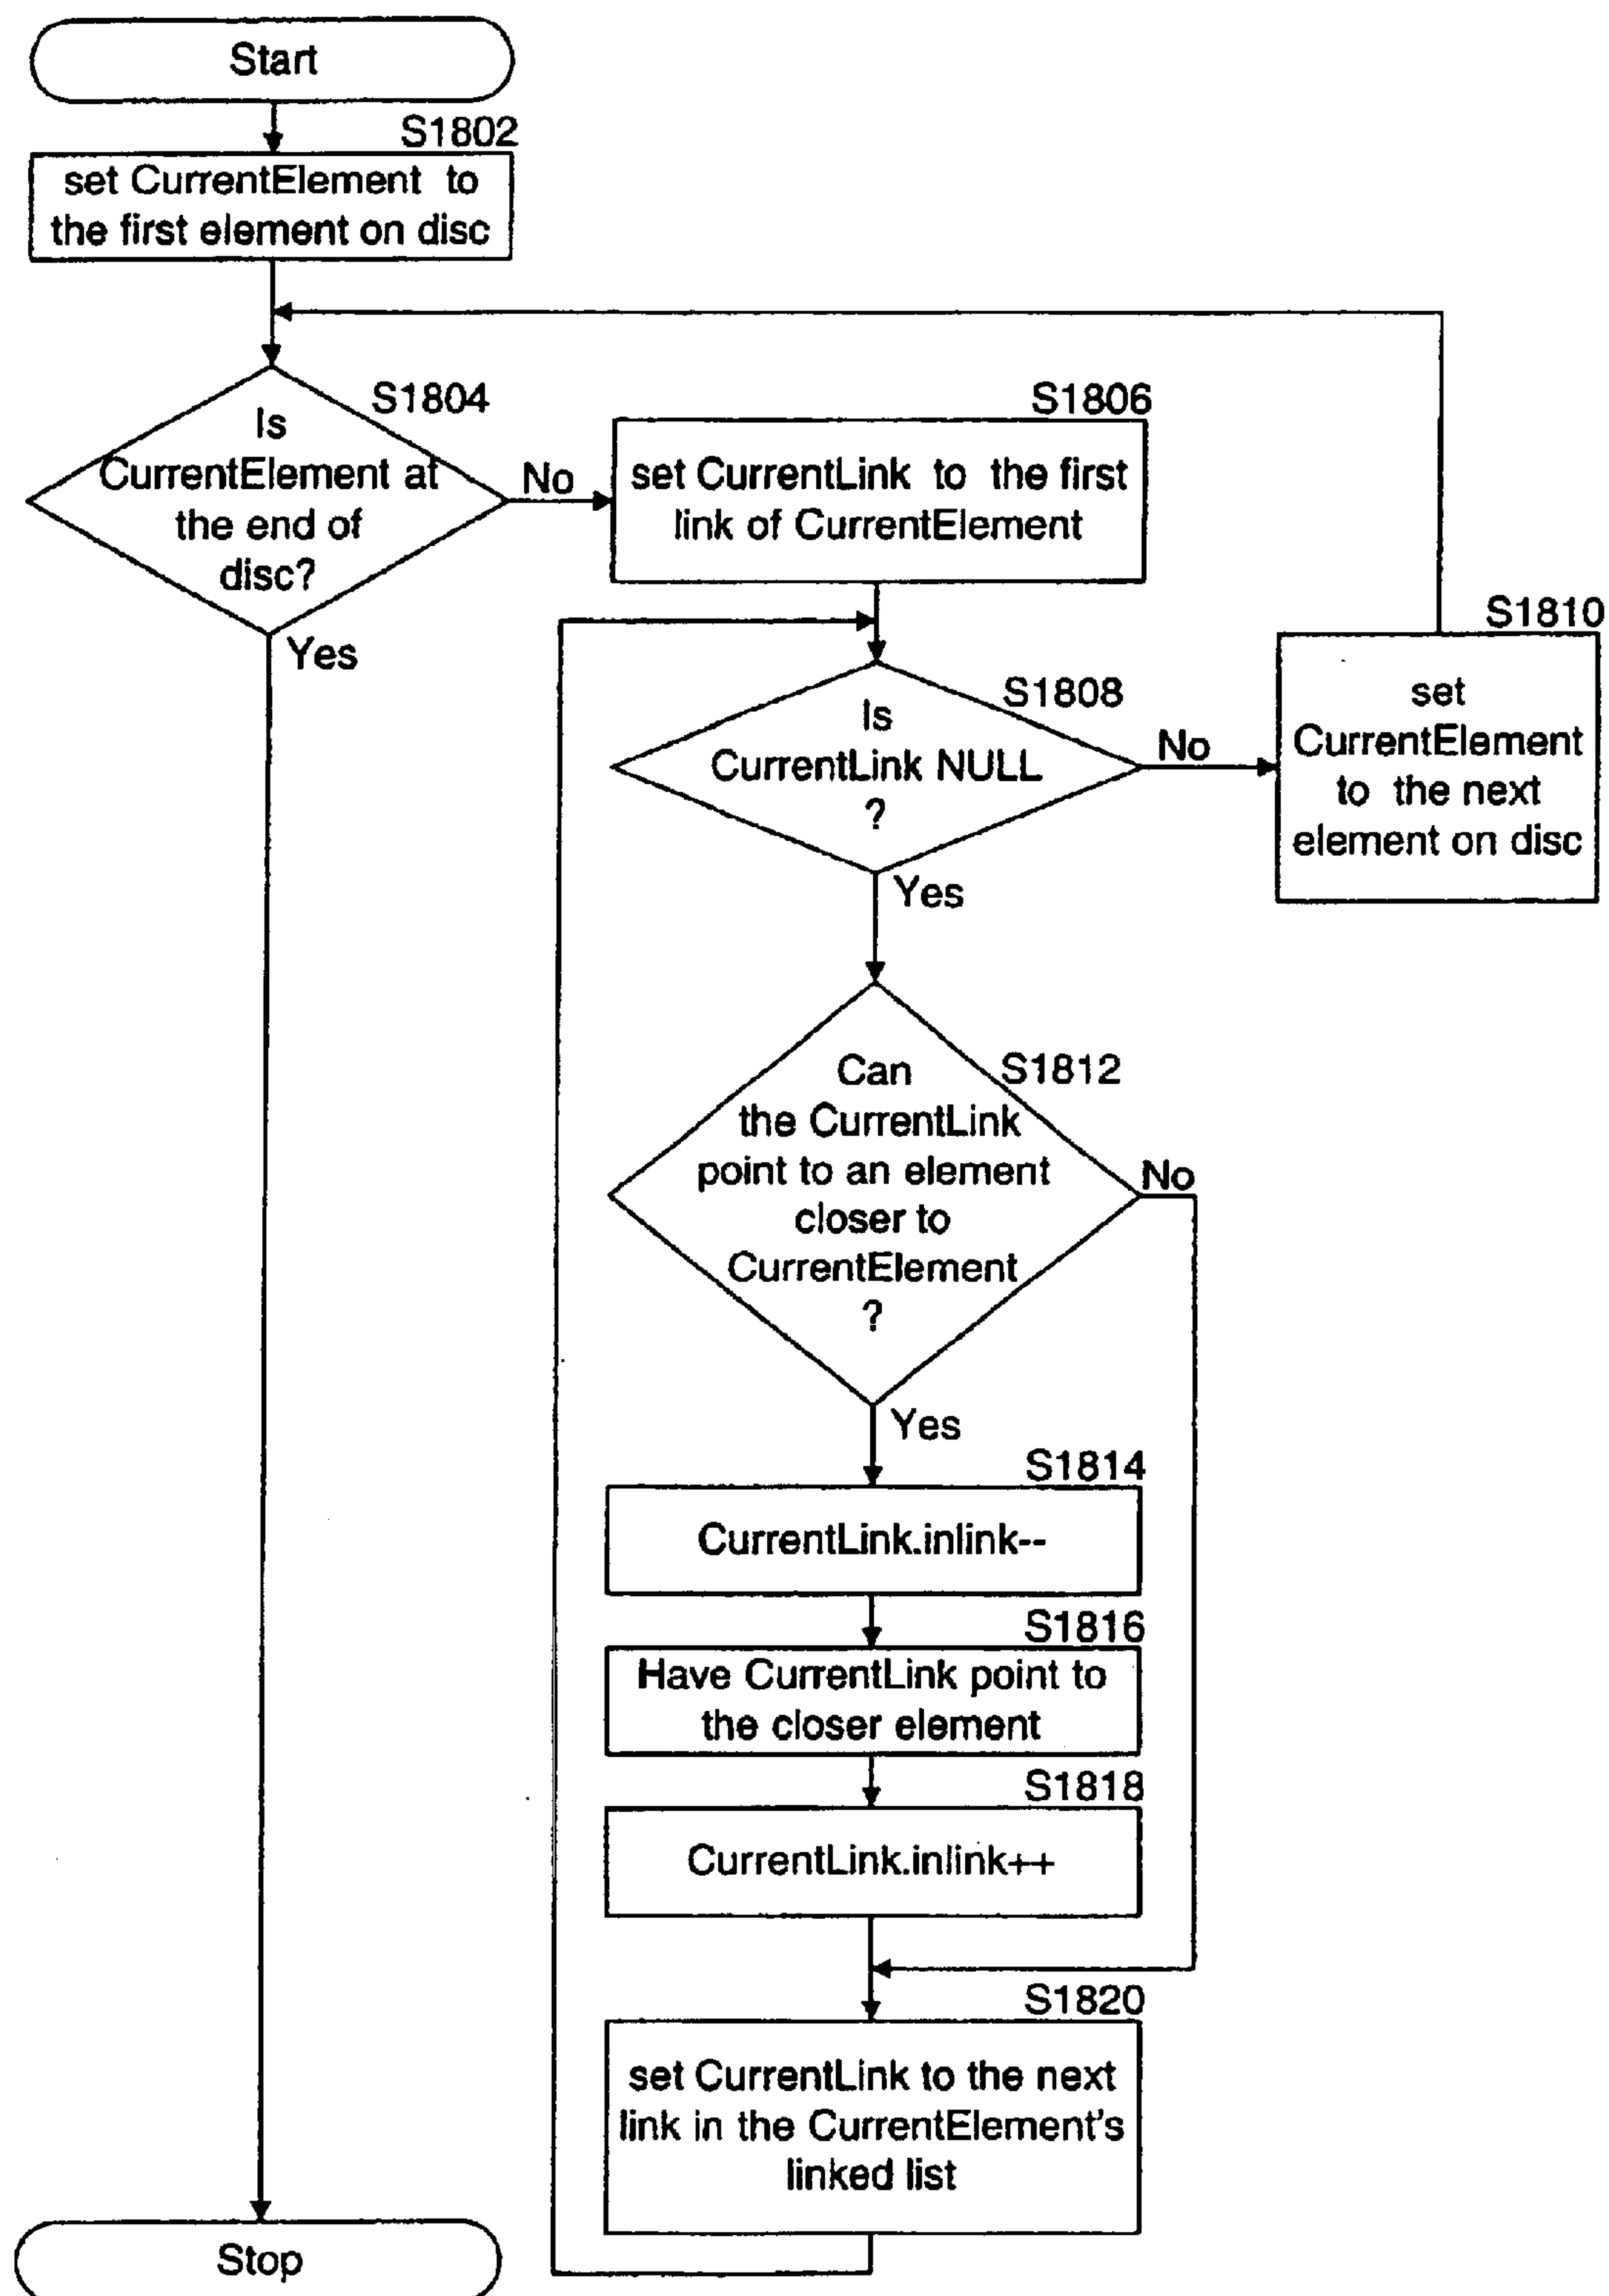 Start
S1802
set CurrentElement to
the first element on disc
S1804
Is
CurrentElement at
the end of
disc?
No
Yes
S1806
set CurrentLink to the first
link of CurrentElement
S1808
Is
CurrentLink NULL
?
No
Yes
S1810
set
CurrentElement
to the next
element on disc
S1812
Can
the CurrentLink
point to an element
closer to
CurrentElement
?
No
Yes
S1814
CurrentLink.inlink--
S1816
Have CurrentLink point to
the closer element
S1818
CurrentLink.inlink++
S1820
set CurrentLink to the next
link in the CurrentElement's
linked list
Stop